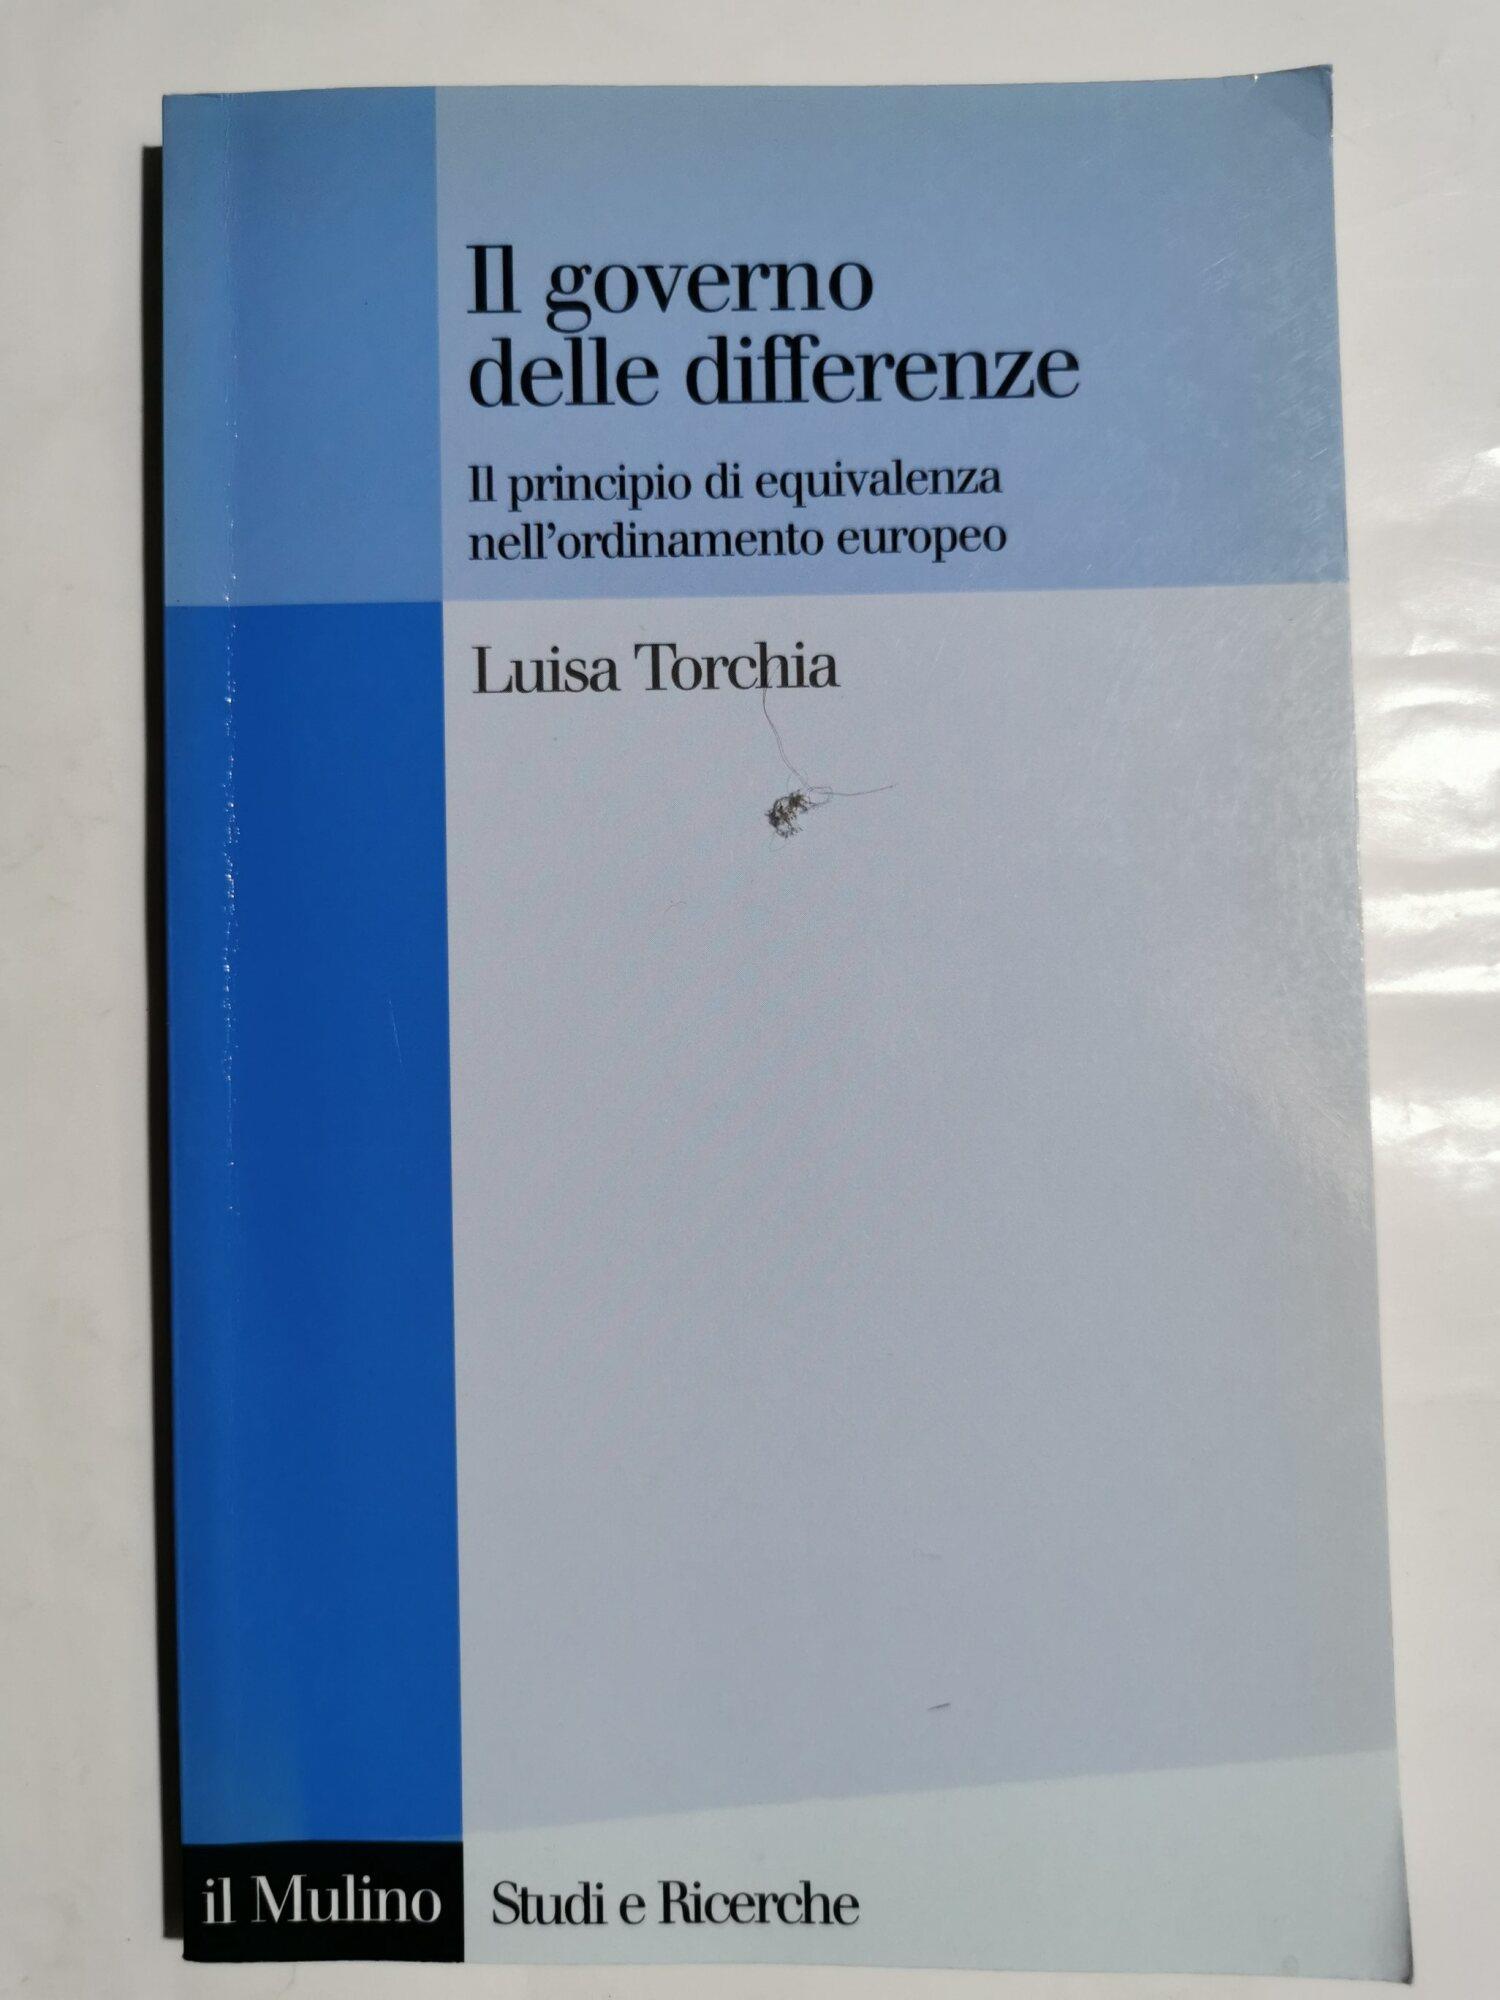 Il governo
delle differenze
Il principio di equivalenza
nell'ordinamento europeo
Luisa Torchia
il Mulino
Studi e Ricerche